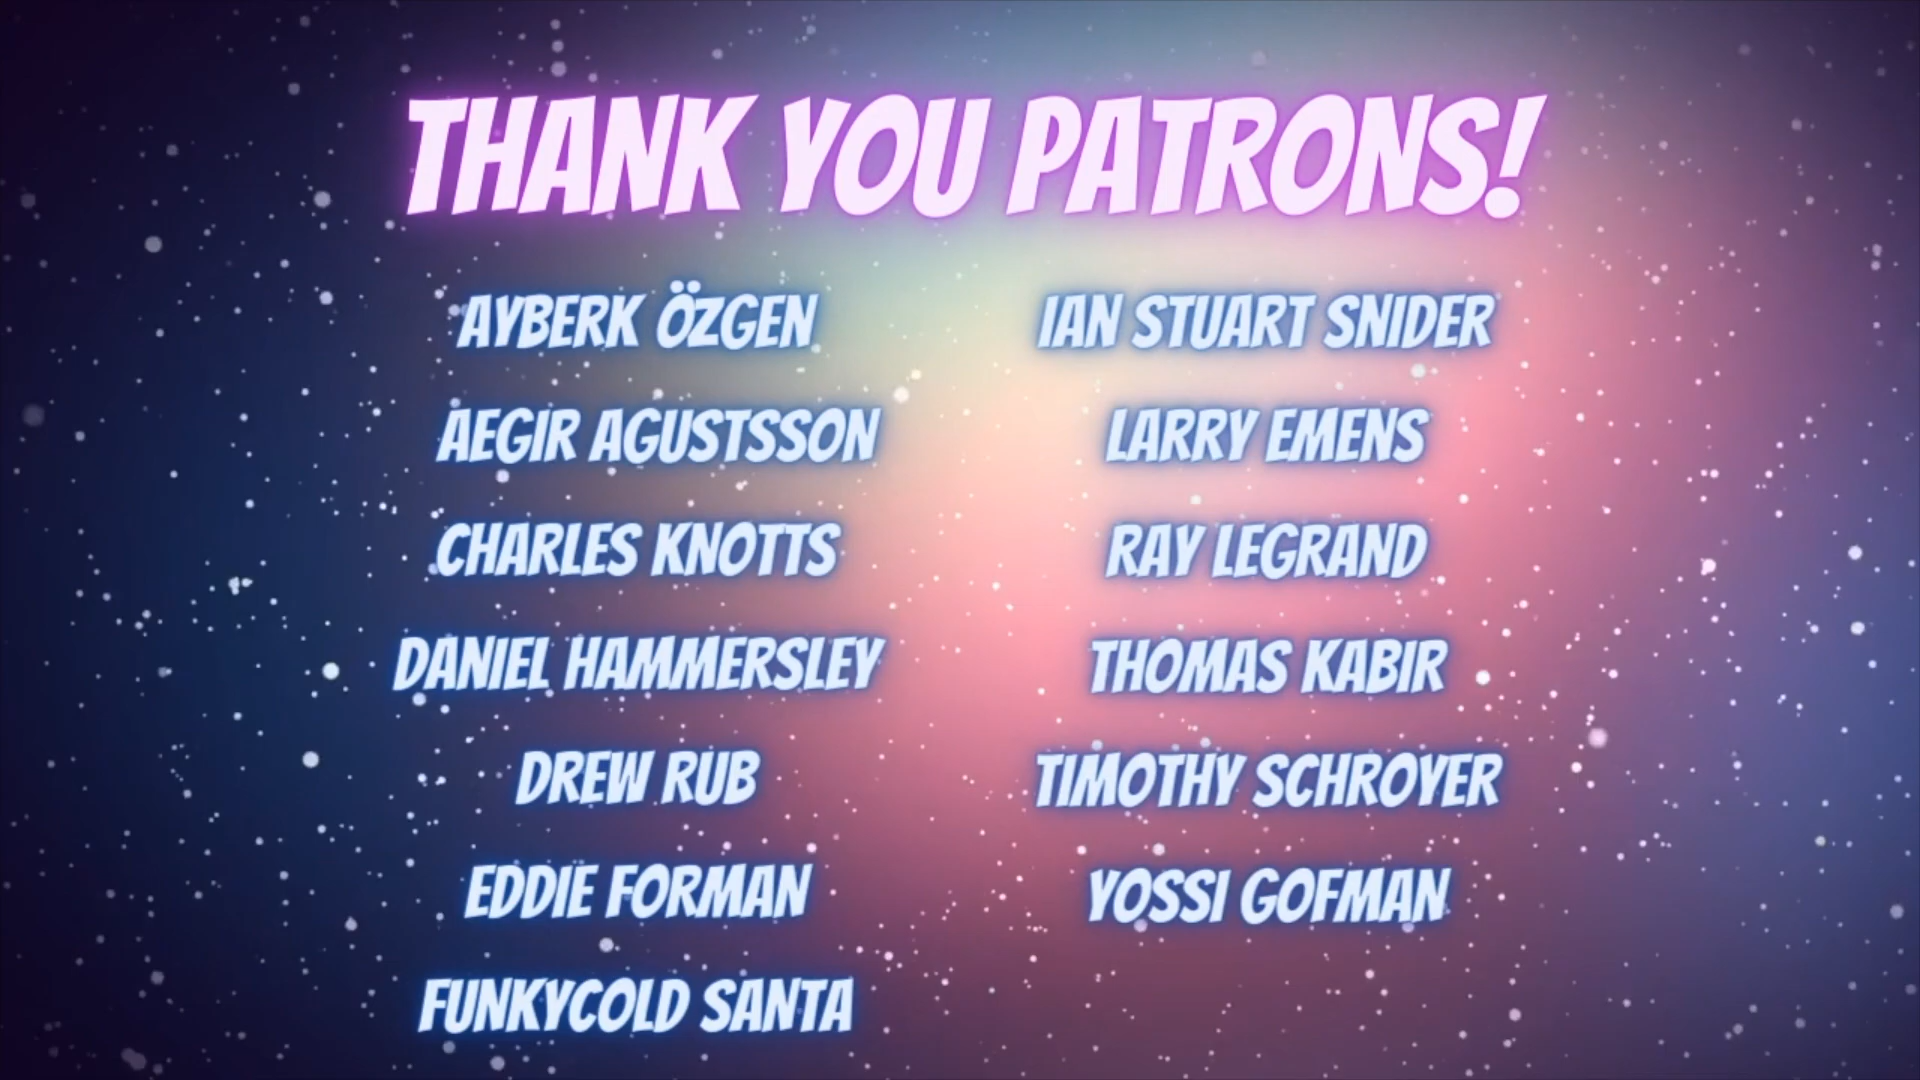 THANK YOU PATRONS!
AYBERK ÖZGEN
AEGIR AGUSTSSON
CHARLES KNOTTS
DANIEL HAMMERSLEY
DREW RUB
EDDIE FORMAN
FUNKYCOLD SANTA
IAN STUART SNIDER
LARRY EMENS
RAY LEGRAND
THOMAS KABIR
TIMOTHY SCHROYER
YOSSI GOFMAN